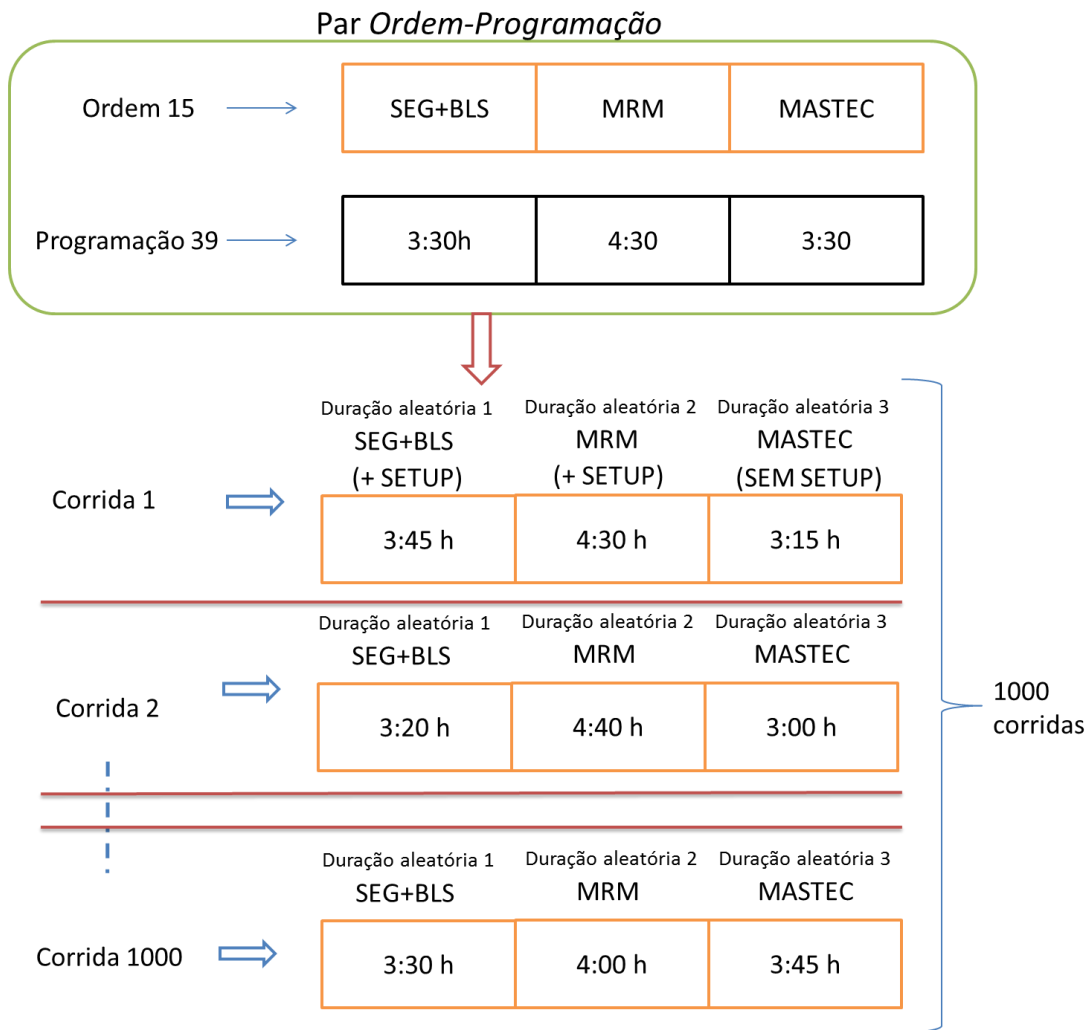 Par Ordem-Programação
Ordem 15
SEG+BLS MRM MASTEC
Programação 39
3:30h 4:30 3:30
Duração aleatória 1 Duração aleatória 2 Duração aleatória 3
SEG+BLS MRM MASTEC
(+ SETUP) (+ SETUP) (SEM SETUP)
Corrida 1
3:45 h 4:30 h 3:15 h
Duração aleatória 1 Duração aleatória 2 Duração aleatória 3
SEG+BLS MRM MASTEC
Corrida 2
3:20 h 4:40 h 3:00 h
1000
corridas
Duração aleatória 1 Duração aleatória 2 Duração aleatória 3
SEG+BLS MRM MASTEC
Corrida 1000
3:30 h 4:00 h 3:45 h